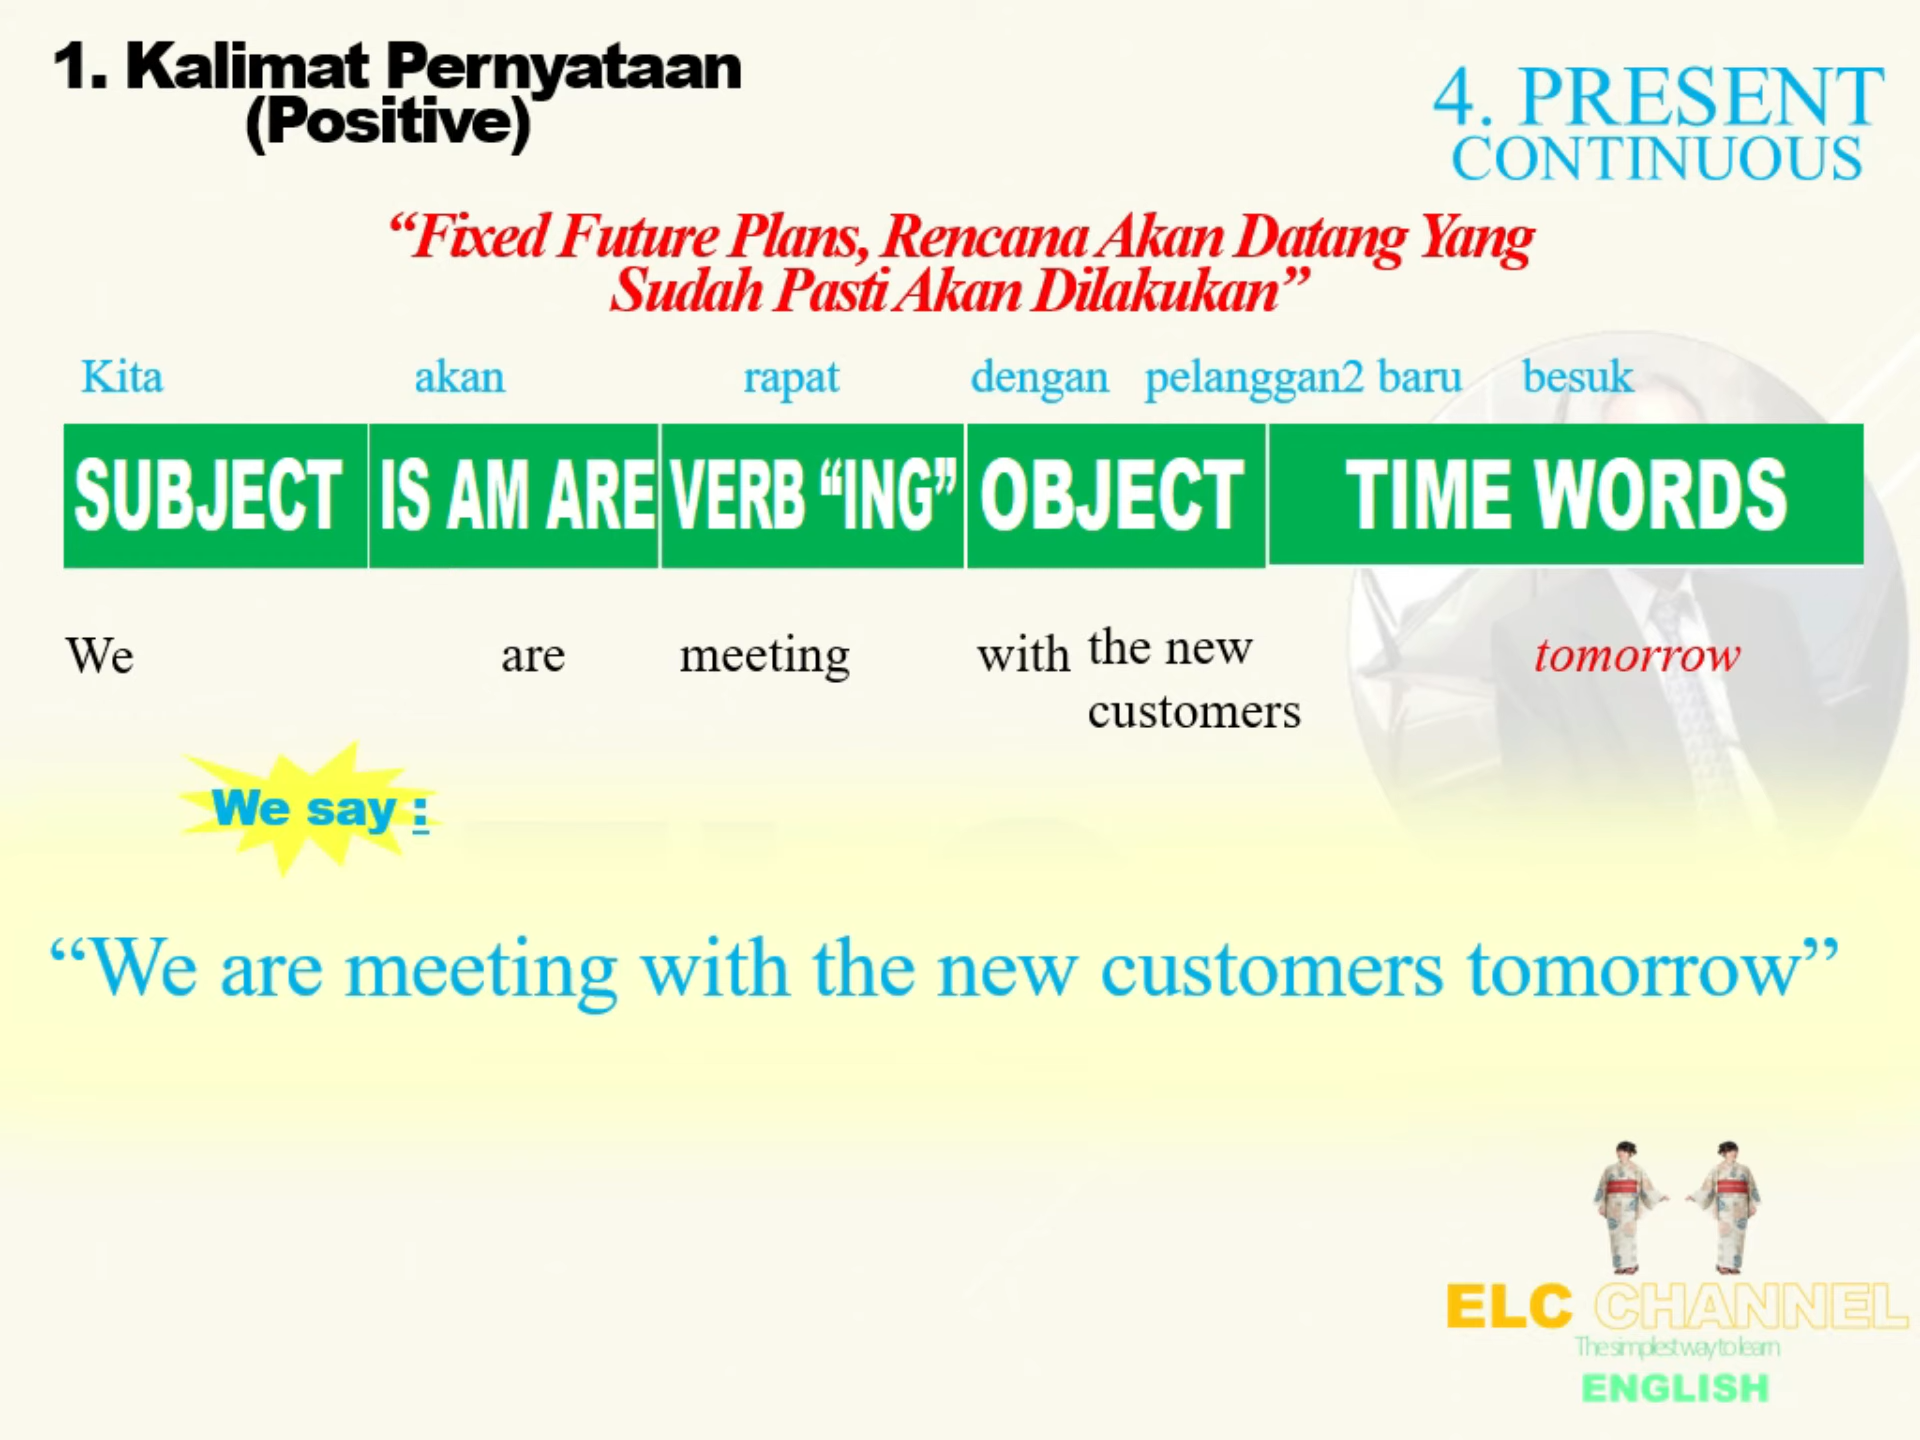 1. Kalimat Pernyataan
(Positive)
4. PRESENT
CONTINUOUS
“Fixed Future Plans, Rencana Akan Datang Yang
Sudah Pasti Akan Dilakukan”
Kita akan rapat dengan pelanggan2 baru besuk
SUBJECT IS AM ARE VERB “ING” OBJECT TIME WORDS
We are meeting with the new tomorrow
customers
We say :
“We are meeting with the new customers tomorrow”
ELC CHANNEL
The simplest way to learn
ENGLISH